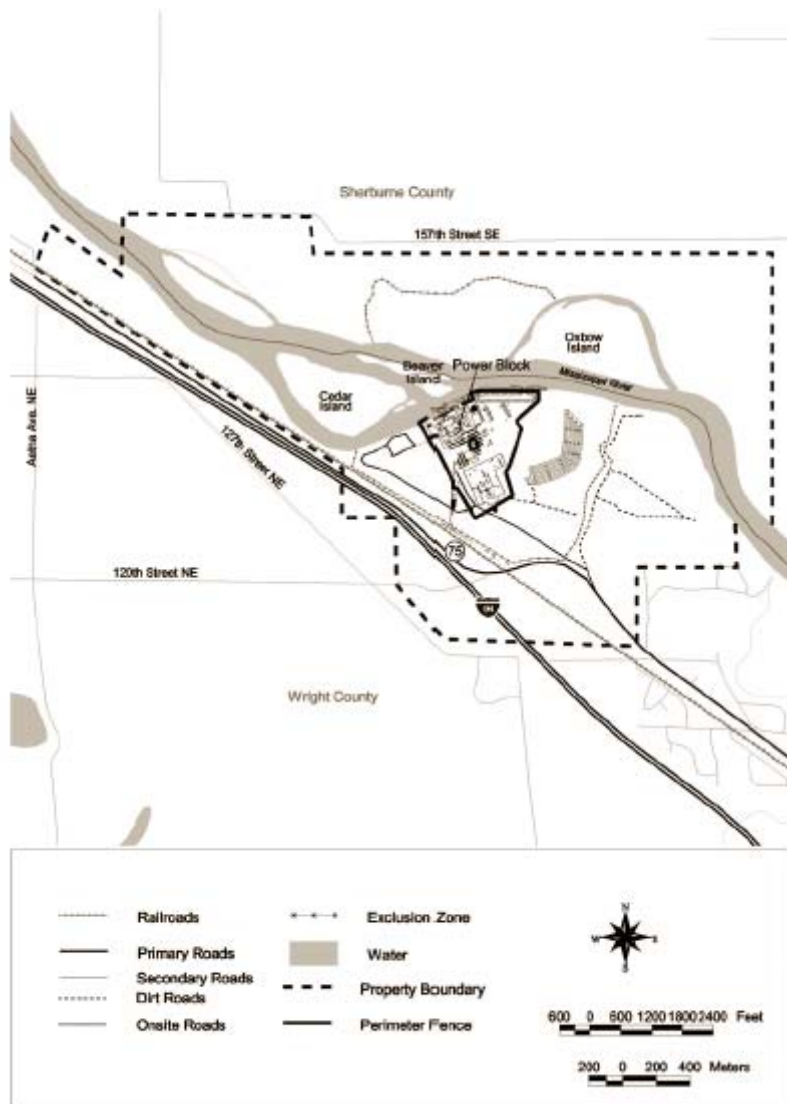 Sherburne County
157th Street SE
Oxbow
Island
Beaver
Island
Power Block
Mississippi River
Cedar
Island
Aetna Ave. NE
127th Street NE
75
120th Street NE
94
Wright County
Railroads
Primary Roads
Secondary Roads
Dirt Roads
Onsite Roads
Exclusion Zone
Water
Property Boundary
Perimeter Fence
N
W E
S
600 0 600 1200 1800 2400 Feet
200 0 200 400 Meters